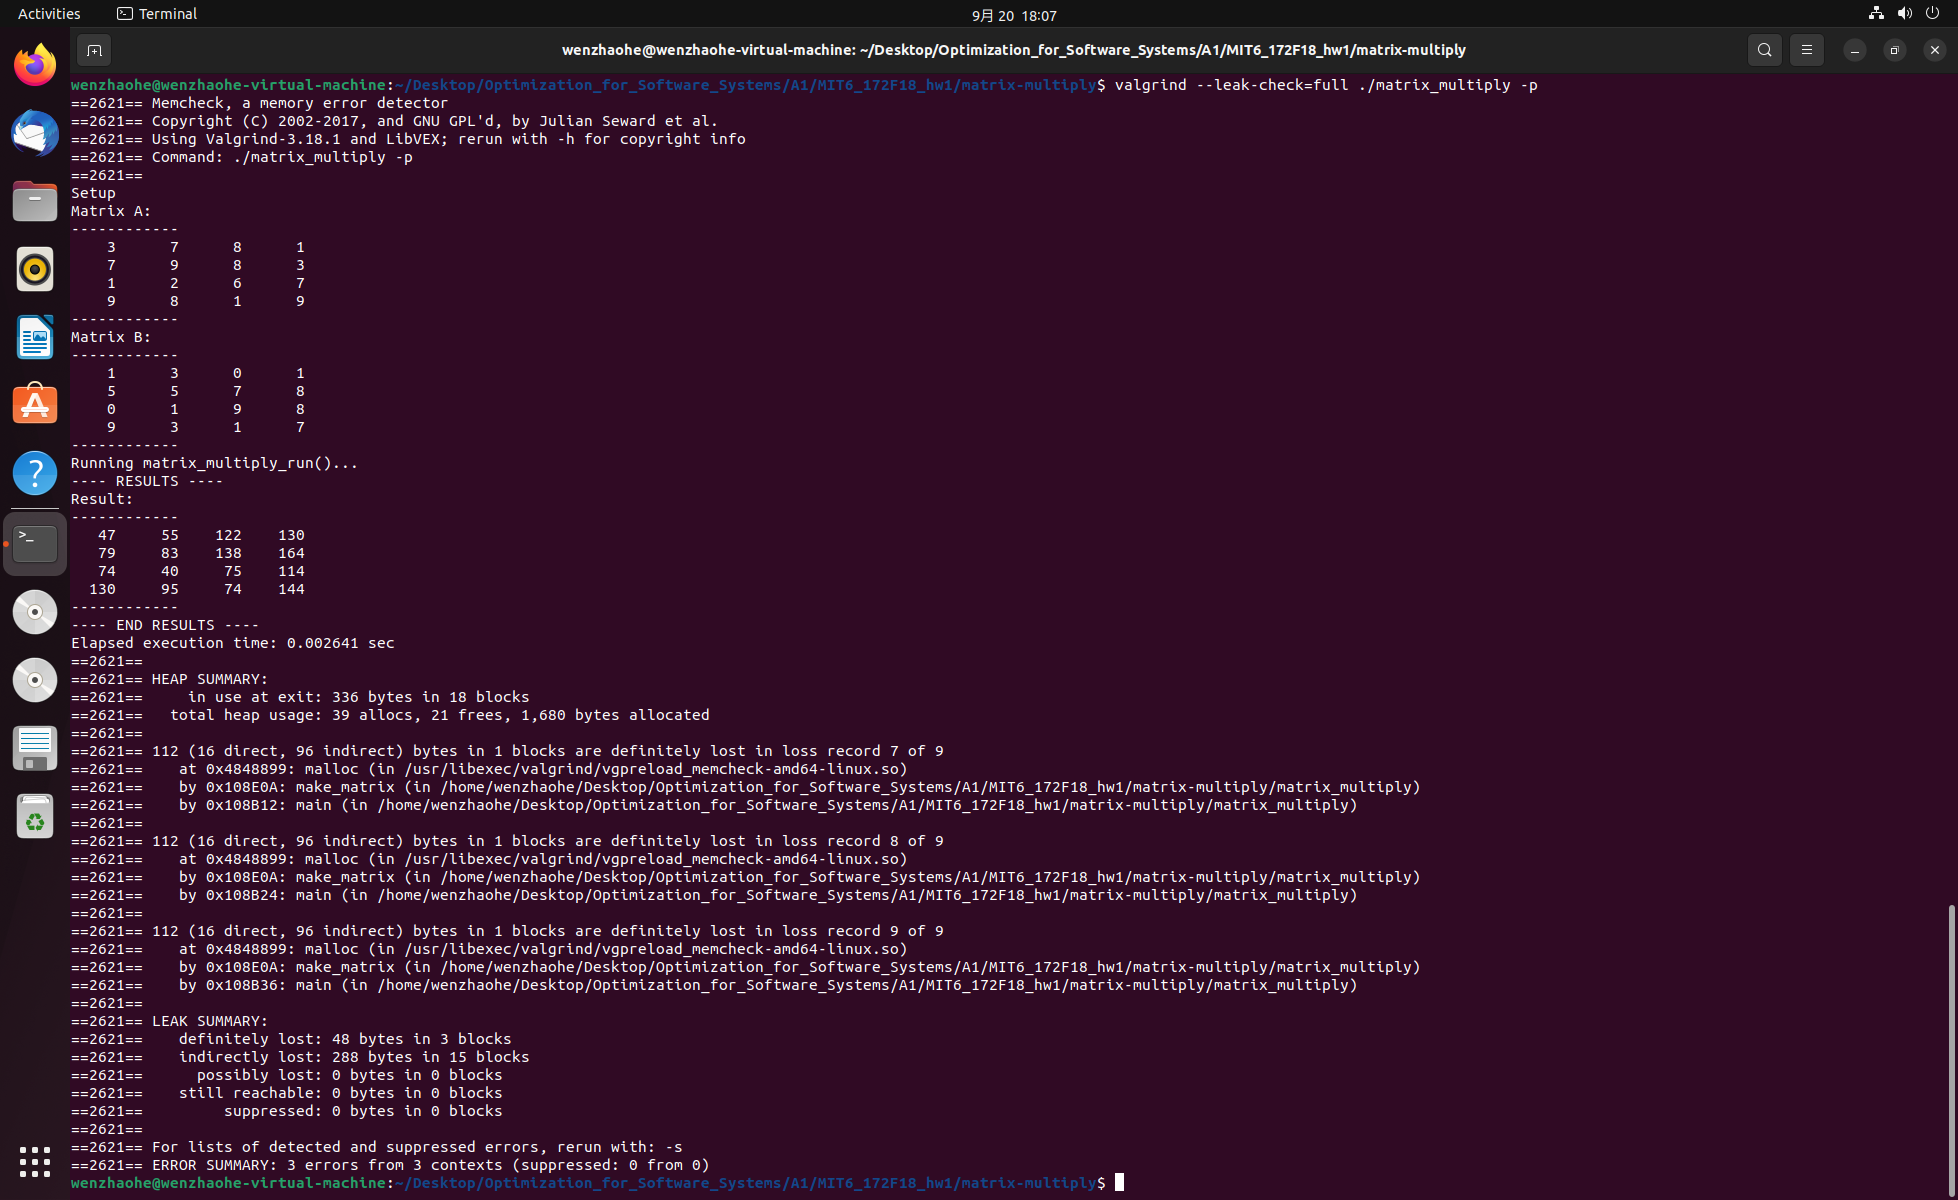 Activities
Terminal
9月 20 18:07
wenzhaohe@wenzhaohe-virtual-machine: ~/Desktop/Optimization_for_Software_Systems/A1/MIT6_172F18_hw1/matrix-multiply
wenzhaohe@wenzhaohe-virtual-machine:~/Desktop/Optimization_for_Software_Systems/A1/MIT6_172F18_hw1/matrix-multiply$ valgrind --leak-check=full ./matrix_multiply -p
==2621== Memcheck, a memory error detector
==2621== Copyright (C) 2002-2017, and GNU GPL'd, by Julian Seward et al.
==2621== Using Valgrind-3.18.1 and LibVEX; rerun with -h for copyright info
==2621== Command: ./matrix_multiply -p
==2621==
Setup
Matrix A:
------------
    3      7      8      1
    7      9      8      3
    1      2      6      7
    9      8      1      9
------------
Matrix B:
------------
    1      3      0      1
    5      5      7      8
    0      1      9      8
    9      3      1      7
------------
Running matrix_multiply_run()...
---- RESULTS ----
Result:
------------
   47     55    122    130
   79     83    138    164
   74     40     75    114
  130     95     74    144
------------
---- END RESULTS ----
Elapsed execution time: 0.002641 sec
==2621==
==2621== HEAP SUMMARY:
==2621==     in use at exit: 336 bytes in 18 blocks
==2621==   total heap usage: 39 allocs, 21 frees, 1,680 bytes allocated
==2621==
==2621== 112 (16 direct, 96 indirect) bytes in 1 blocks are definitely lost in loss record 7 of 9
==2621==    at 0x4848899: malloc (in /usr/libexec/valgrind/vgpreload_memcheck-amd64-linux.so)
==2621==    by 0x108E0A: make_matrix (in /home/wenzhaohe/Desktop/Optimization_for_Software_Systems/A1/MIT6_172F18_hw1/matrix-multiply/matrix_multiply)
==2621==    by 0x108B12: main (in /home/wenzhaohe/Desktop/Optimization_for_Software_Systems/A1/MIT6_172F18_hw1/matrix-multiply/matrix_multiply)
==2621==
==2621== 112 (16 direct, 96 indirect) bytes in 1 blocks are definitely lost in loss record 8 of 9
==2621==    at 0x4848899: malloc (in /usr/libexec/valgrind/vgpreload_memcheck-amd64-linux.so)
==2621==    by 0x108E0A: make_matrix (in /home/wenzhaohe/Desktop/Optimization_for_Software_Systems/A1/MIT6_172F18_hw1/matrix-multiply/matrix_multiply)
==2621==    by 0x108B24: main (in /home/wenzhaohe/Desktop/Optimization_for_Software_Systems/A1/MIT6_172F18_hw1/matrix-multiply/matrix_multiply)
==2621==
==2621== 112 (16 direct, 96 indirect) bytes in 1 blocks are definitely lost in loss record 9 of 9
==2621==    at 0x4848899: malloc (in /usr/libexec/valgrind/vgpreload_memcheck-amd64-linux.so)
==2621==    by 0x108E0A: make_matrix (in /home/wenzhaohe/Desktop/Optimization_for_Software_Systems/A1/MIT6_172F18_hw1/matrix-multiply/matrix_multiply)
==2621==    by 0x108B36: main (in /home/wenzhaohe/Desktop/Optimization_for_Software_Systems/A1/MIT6_172F18_hw1/matrix-multiply/matrix_multiply)
==2621==
==2621== LEAK SUMMARY:
==2621==    definitely lost: 48 bytes in 3 blocks
==2621==    indirectly lost: 288 bytes in 15 blocks
==2621==      possibly lost: 0 bytes in 0 blocks
==2621==    still reachable: 0 bytes in 0 blocks
==2621==         suppressed: 0 bytes in 0 blocks
==2621==
==2621== For lists of detected and suppressed errors, rerun with: -s
==2621== ERROR SUMMARY: 3 errors from 3 contexts (suppressed: 0 from 0)
wenzhaohe@wenzhaohe-virtual-machine:~/Desktop/Optimization_for_Software_Systems/A1/MIT6_172F18_hw1/matrix-multiply$